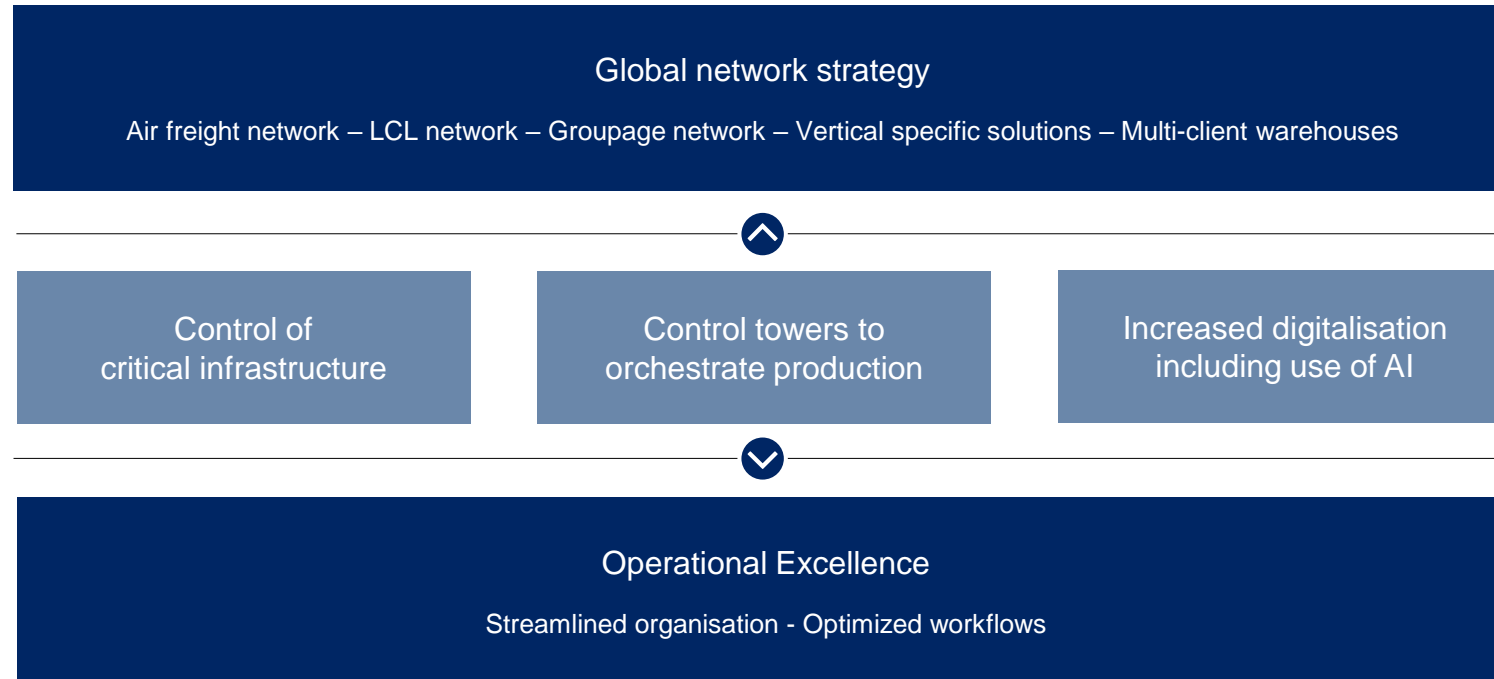 Global network strategy
Air freight network – LCL network – Groupage network – Vertical specific solutions – Multi-client warehouses
Control of
critical infrastructure
Control towers to
orchestrate production
Increased digitalisation
including use of AI
Operational Excellence
Streamlined organisation - Optimized workflows